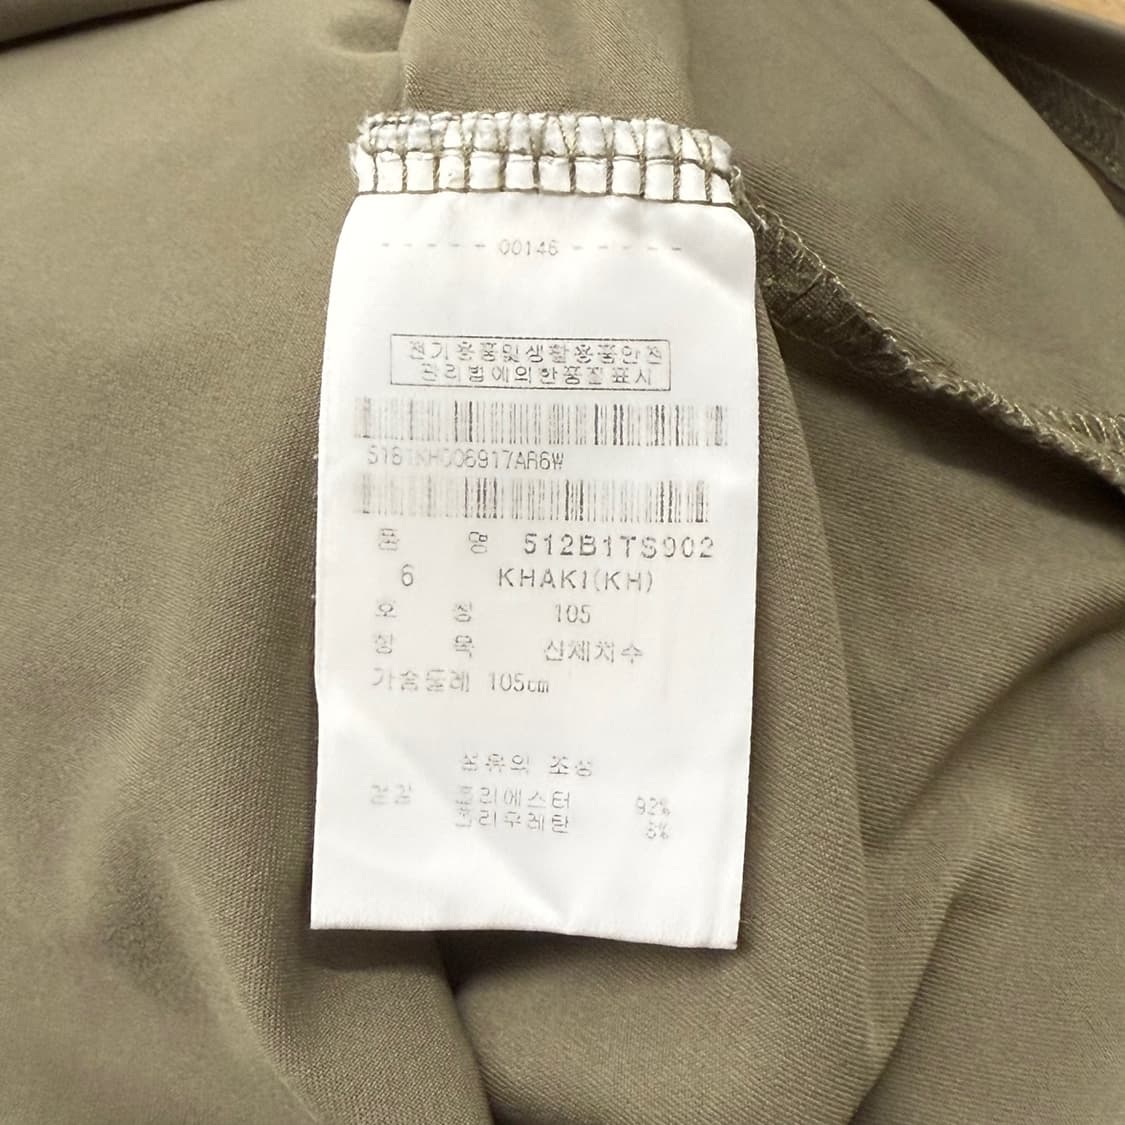 - - - - - 00146 - - - - -
전기용품및생활용품안전
관리법에의한품질표시
품 명 512B1TS902
6 KHAKI(KH)
호 칭 105
항 목 신체치수
가슴둘레 105cm
섬유의 조성
겉감 폴리에스터 92%
폴리우레탄 8%